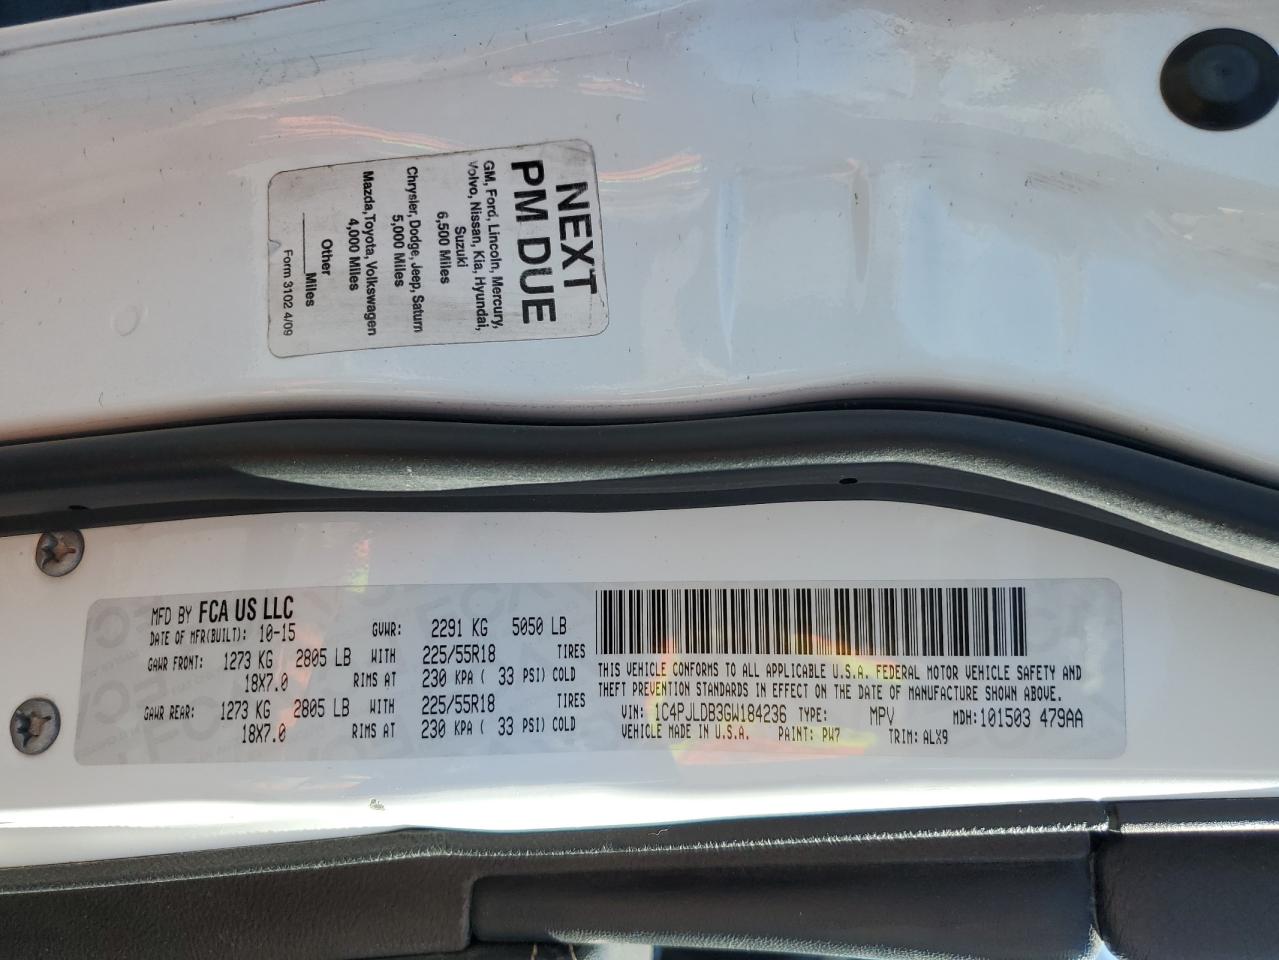 NEXT
PM DUE
GM, Ford, Lincoln, Mercury,
Volvo, Nissan, Kia, Hyundai,
Suzuki
6,500 Miles
Chrysler, Dodge, Jeep, Saturn
5,000 Miles
Mazda, Toyota, Volkswagen
4,000 Miles
Other
______Miles
Form 3102 4/09
MFD BY FCA US LLC
DATE OF MFR(BUILT): 10-15 GVWR: 2291 KG 5050 LB
GAWR FRONT: 1273 KG 2805 LB WITH 225/55R18 TIRES
18X7.0 RIMS AT 230 KPA ( 33 PSI) COLD
GAWR REAR: 1273 KG 2805 LB WITH 225/55R18 TIRES
18X7.0 RIMS AT 230 KPA ( 33 PSI) COLD
THIS VEHICLE CONFORMS TO ALL APPLICABLE U.S.A. FEDERAL MOTOR VEHICLE SAFETY AND
THEFT PREVENTION STANDARDS IN EFFECT ON THE DATE OF MANUFACTURE SHOWN ABOVE.
VIN: 1C4PJLDB3GW184236 TYPE: MPV MDH: 101503 479AA
VEHICLE MADE IN U.S.A. PAINT: PW7 TRIM: ALX9